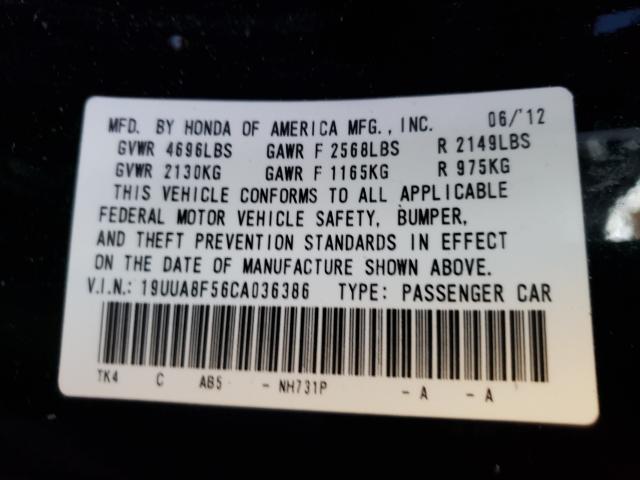 MFD. BY HONDA OF AMERICA MFG., INC. 06/'12
GVWR 4696LBS GAWR F 2568LBS R 2149LBS
GVWR 2130KG GAWR F 1165KG R 975KG
THIS VEHICLE CONFORMS TO ALL APPLICABLE
FEDERAL MOTOR VEHICLE SAFETY, BUMPER,
AND THEFT PREVENTION STANDARDS IN EFFECT
ON THE DATE OF MANUFACTURE SHOWN ABOVE.
V.I.N.: 19UUA8F56CA036386 TYPE: PASSENGER CAR
TK4 C AB5 - NH731P - A - A